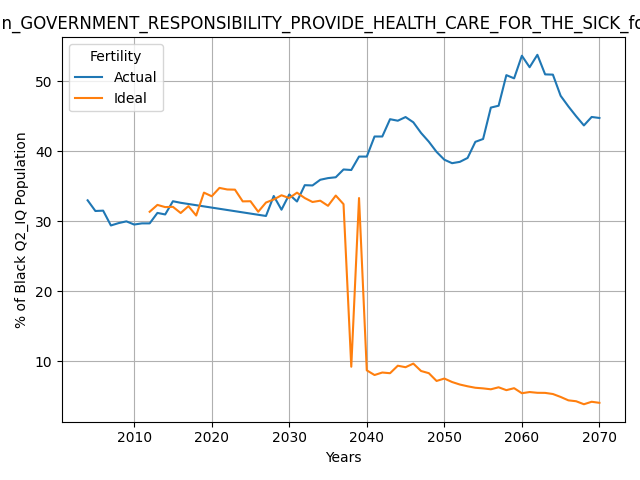 n_GOVERNMENT_RESPONSIBILITY_PROVIDE_HEALTH_CARE_FOR_THE_SICK_fo
Fertility
Actual
Ideal
% of Black Q2_IQ Population
50
40
30
20
10
2010 2020 2030 2040 2050 2060 2070
Years